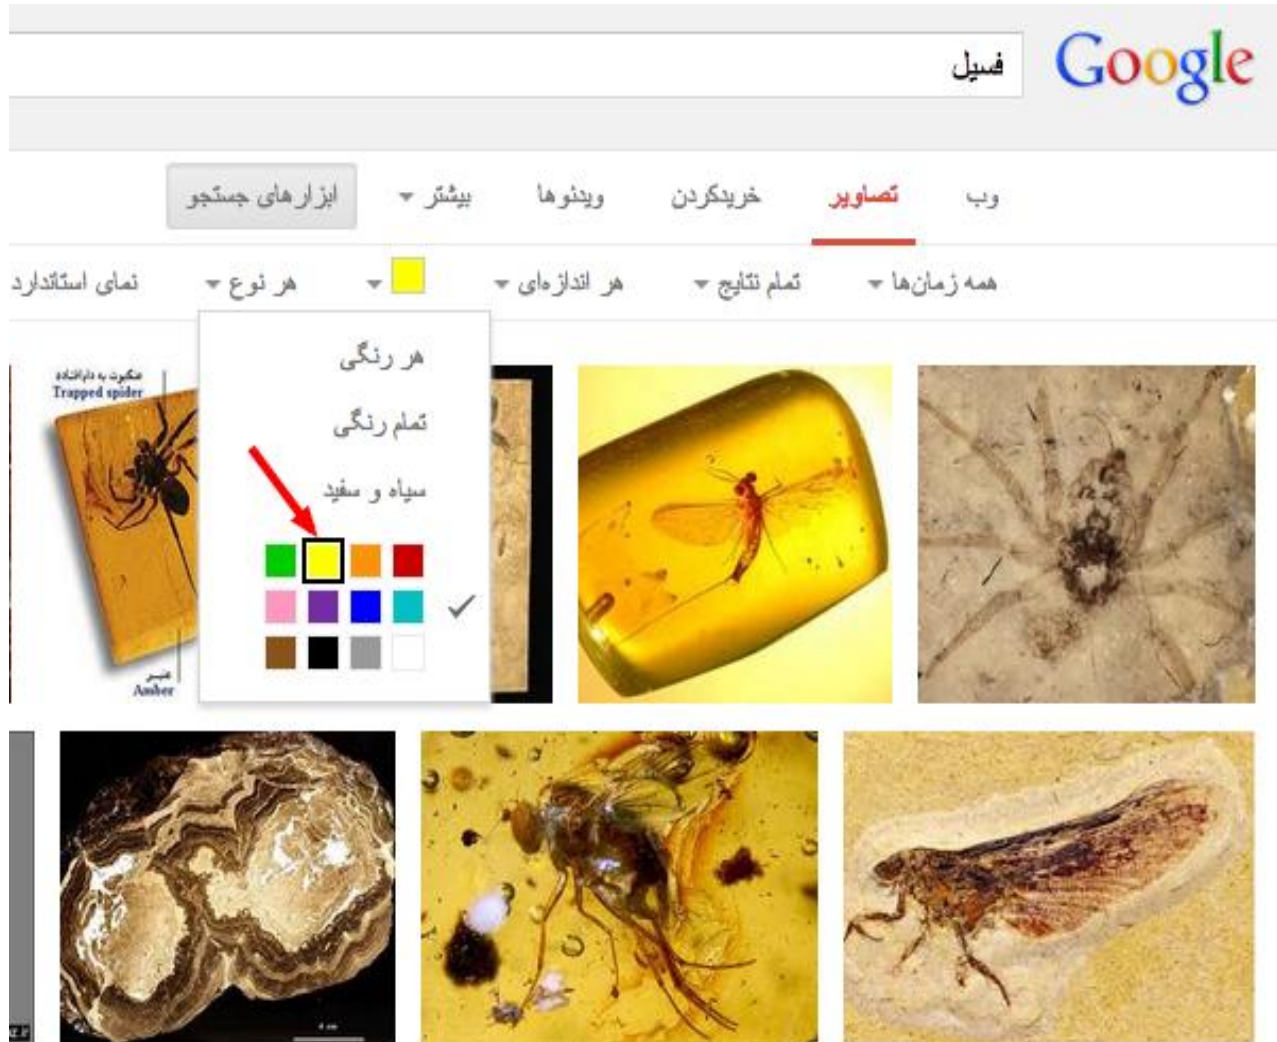 Google
فسیل
وب تصاویر خریدکردن ویدئوها بیشتر ابزارهای جستجو
همه زمان‌ها تمام نتایج هر اندازه‌ای هر نوع نمای استاندارد
هر رنگی
تمام رنگی
سیاه و سفید
عنکبوت به دام‌افتاده
Trapped spider
عنبر
Amber